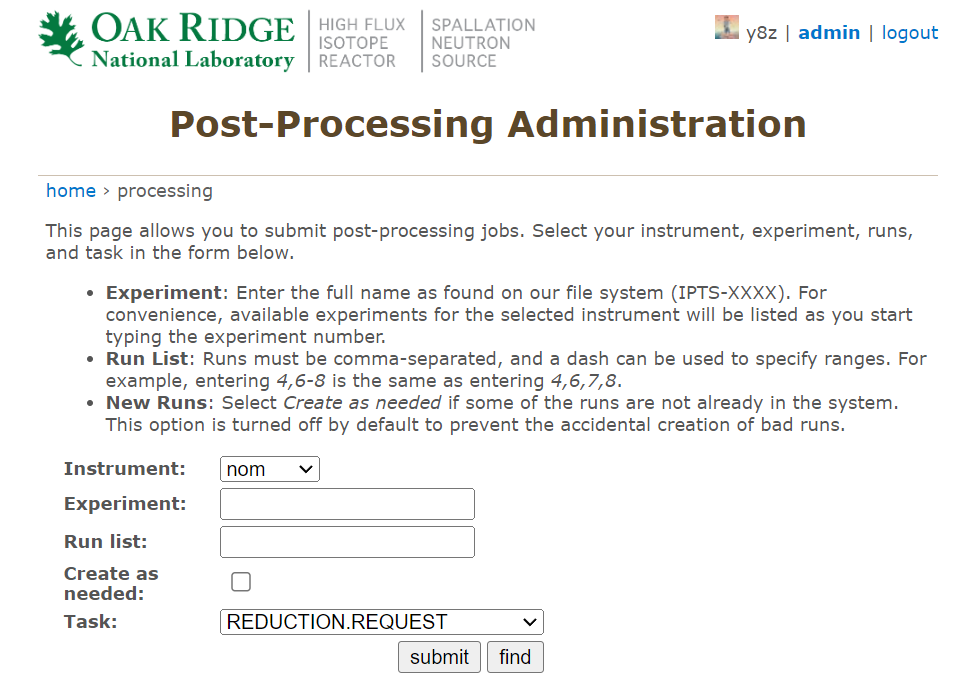 OAK RIDGE
National Laboratory
HIGH FLUX
ISOTOPE
REACTOR
SPALLATION
NEUTRON
SOURCE
y8z | admin | logout
Post-Processing Administration
home › processing
This page allows you to submit post-processing jobs. Select your instrument, experiment, runs,
and task in the form below.
• Experiment: Enter the full name as found on our file system (IPTS-XXXX). For
convenience, available experiments for the selected instrument will be listed as you start
typing the experiment number.
• Run List: Runs must be comma-separated, and a dash can be used to specify ranges. For
example, entering 4,6-8 is the same as entering 4,6,7,8.
• New Runs: Select Create as needed if some of the runs are not already in the system.
This option is turned off by default to prevent the accidental creation of bad runs.
Instrument: nom
Experiment:
Run list:
Create as
needed:
Task: REDUCTION.REQUEST
submit find